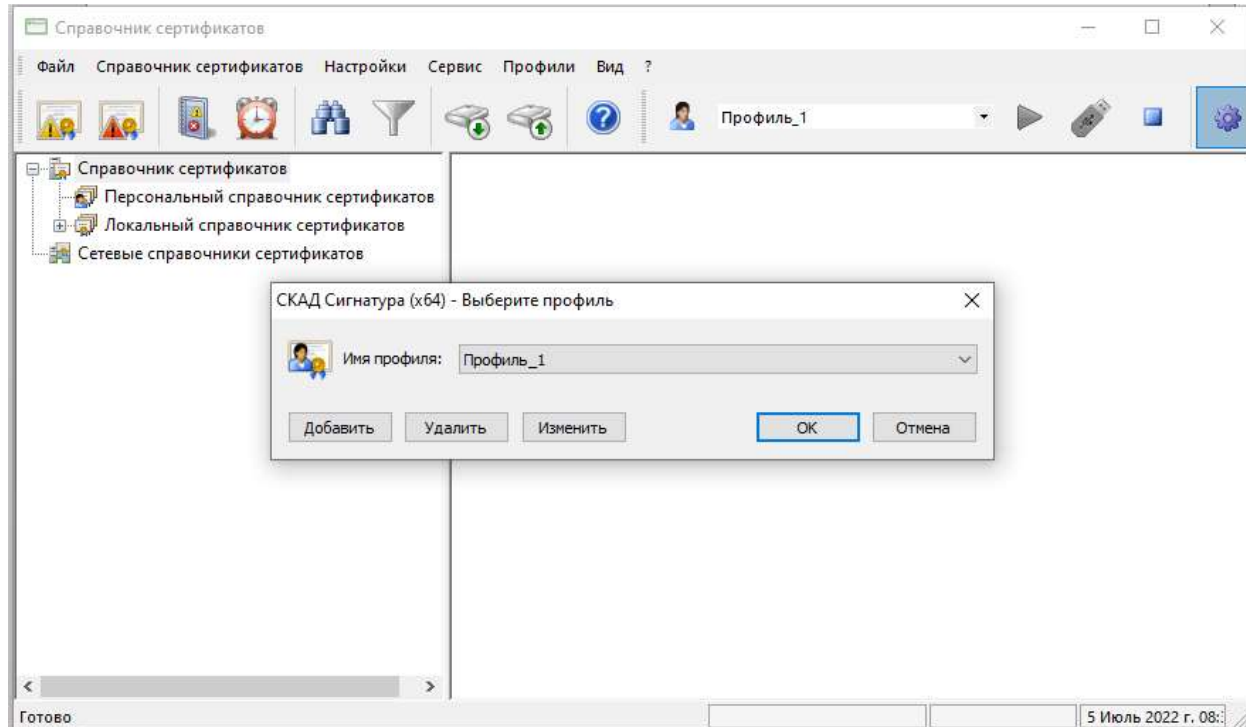 Справочник сертификатов
Файл Справочник сертификатов Настройки Сервис Профили Вид ?
Профиль_1
Справочник сертификатов
Персональный справочник сертификатов
Локальный справочник сертификатов
Сетевые справочники сертификатов
СКАД Сигнатура (x64) - Выберите профиль
Имя профиля: Профиль_1
Добавить Удалить Изменить OK Отмена
Готово 5 Июль 2022 г. 08: